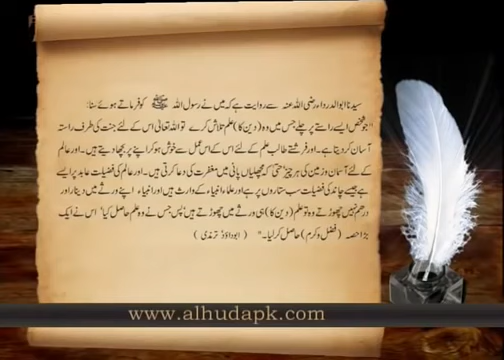 سیدنا ابوالدرداء رضی اللہ عنہ سے روایت ہے کہ میں نے رسول اللہ ﷺ کو فرماتے ہوئے سنا:
"جو شخص ایسے راستے پر چلے جس میں وہ (دین کا) علم تلاش کرے تو اللہ تعالیٰ اس کے لئے جنت کی طرف راستہ
آسان کر دیتا ہے۔ اور فرشتے طالب علم کے لئے اس کے اس عمل سے خوش ہو کر اپنے پر بچھا دیتے ہیں۔ اور عالم
کے لئے آسمان و زمین کی ہر چیز حتیٰ کہ مچھلیاں پانی میں مغفرت کی دعا کرتی ہیں۔ اور عالم کی فضیلت عابد پر ایسے
ہے جیسے چاند کی فضیلت سب ستاروں پر ہے اور علماء انبیاء کے وارث ہیں اور انبیاء اپنے ورثے میں دینار اور
درھم نہیں چھوڑتے وہ تو علم (دین کا) ہی ورثے میں چھوڑتے ہیں پس جس نے وہ علم حاصل کیا' اس نے ایک
بڑا حصہ (فضل و کرم) حاصل کر لیا۔" (ابوداؤد ترمذی)
www.alhudapk.com